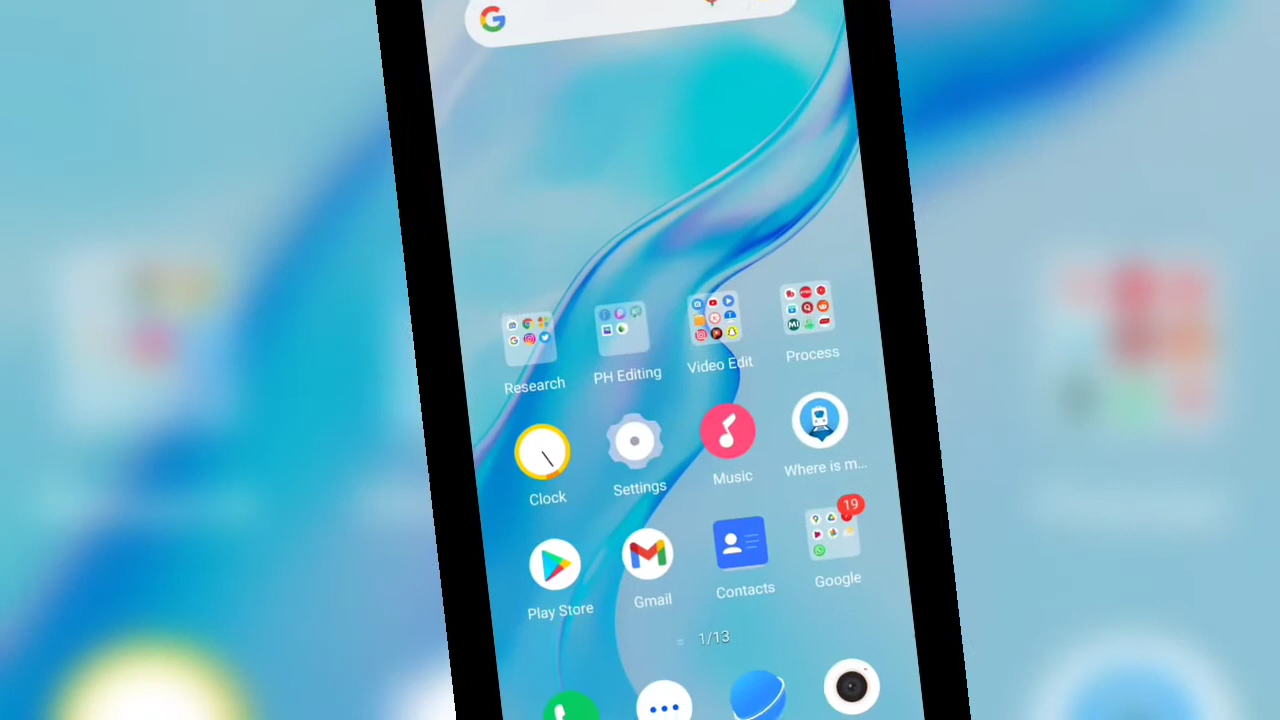 Research
PH Editing
Video Edit
Process
Clock
Settings
Music
Where is m...
19
Play Store
Gmail
Contacts
Google
1/13